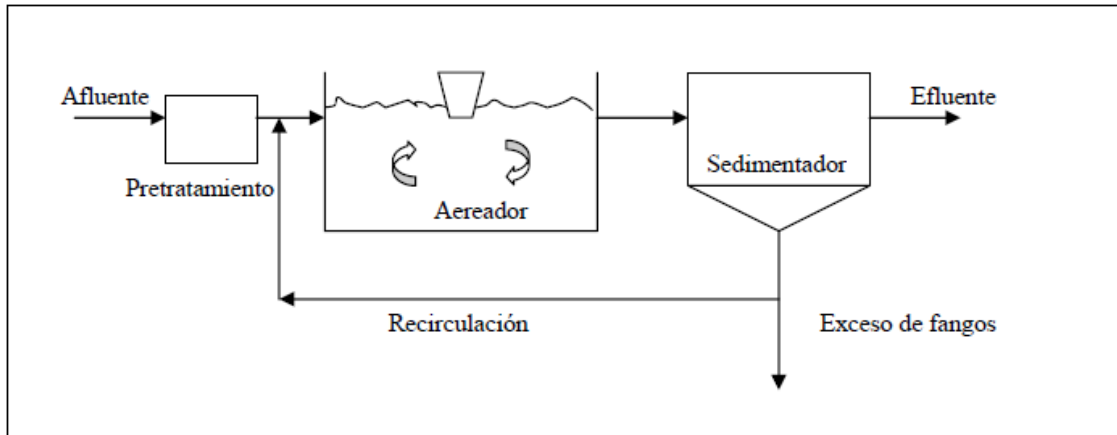 Afluente
Efluente
Sedimentador
Pretratamiento
Aereador
Recirculación
Exceso de fangos